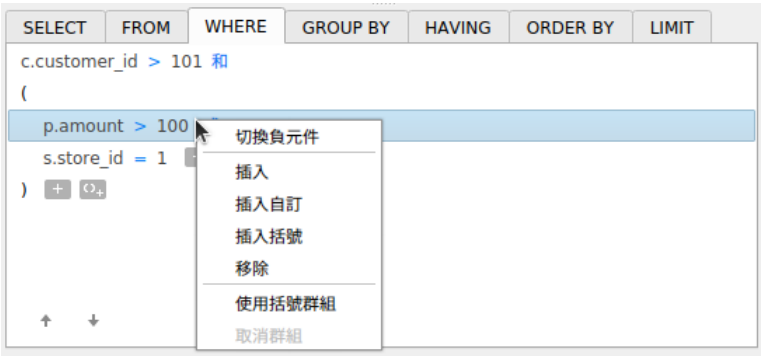 SELECT FROM WHERE GROUP BY HAVING ORDER BY LIMIT
c.customer_id > 101 和
(
p.amount > 100
s.store_id = 1
) + <>+
切換負元件
插入
插入自訂
插入括號
移除
使用括號群組
取消群組